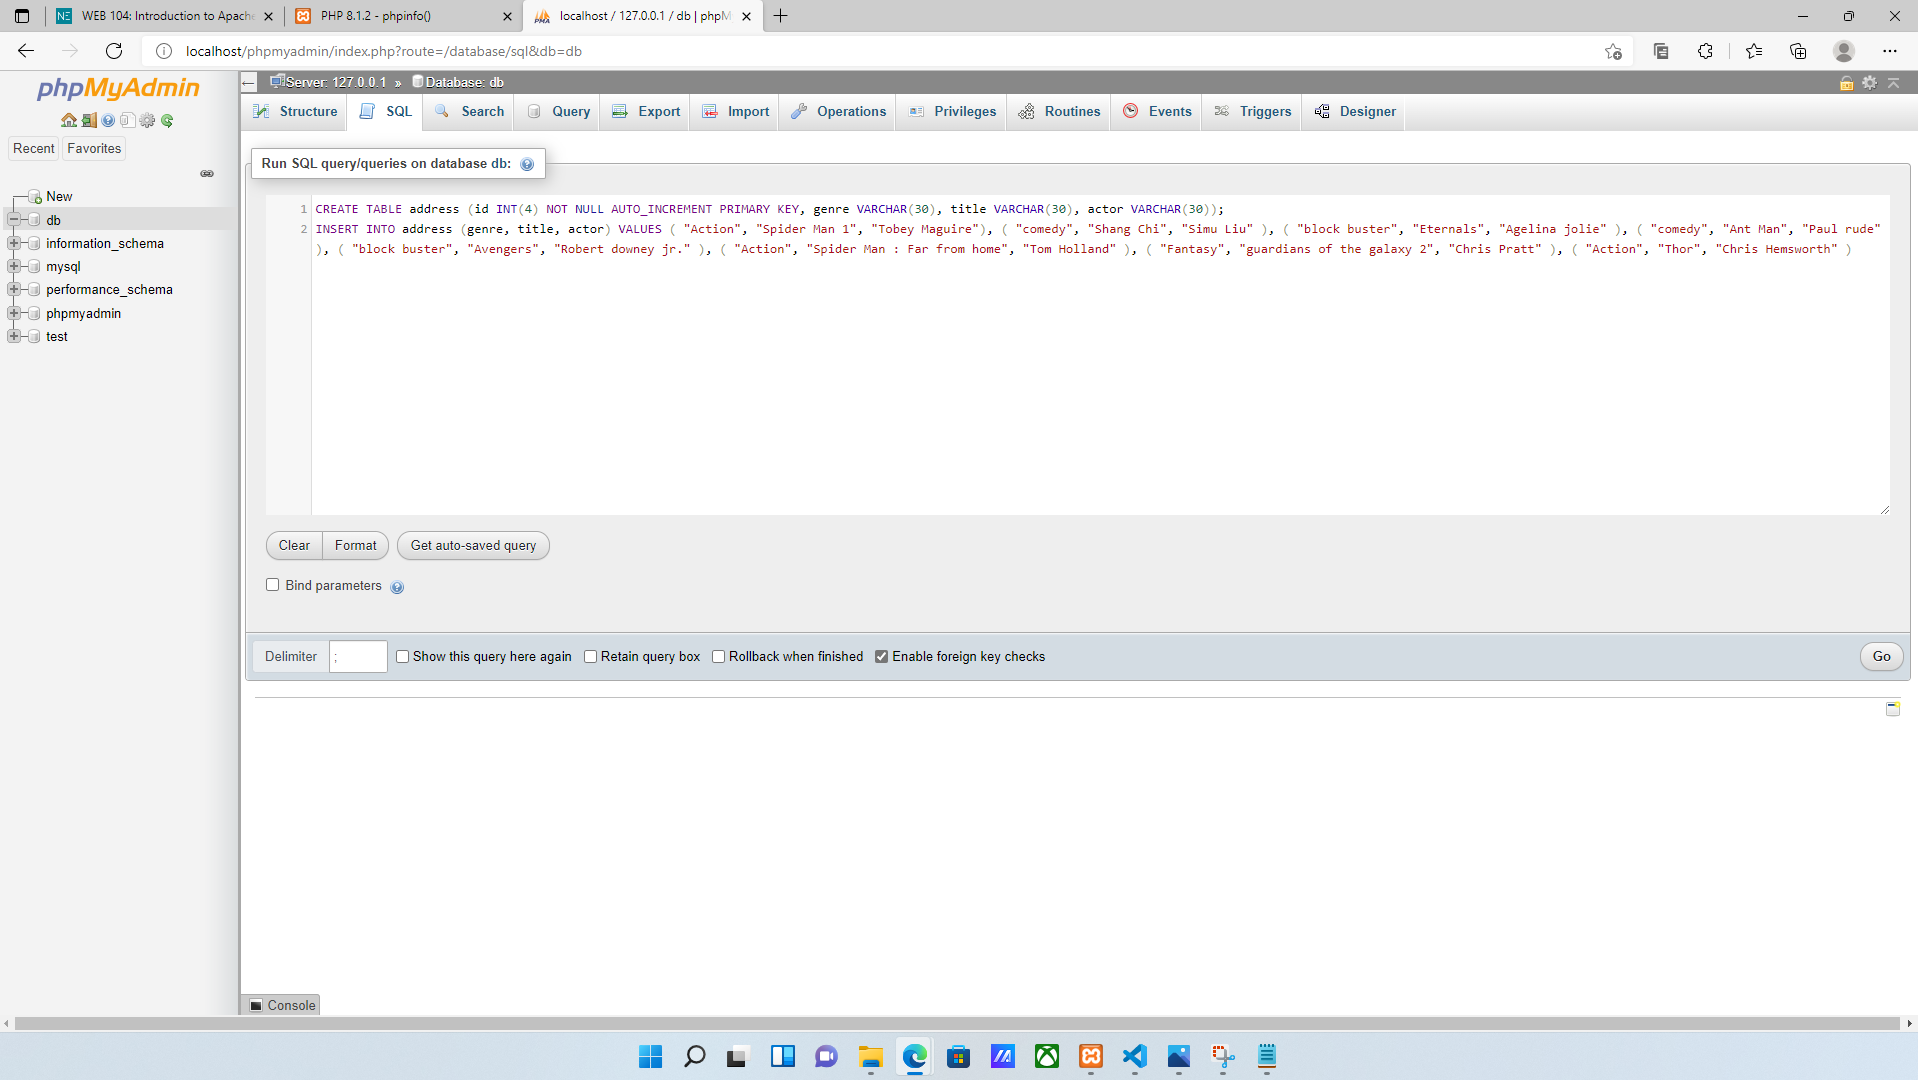 WEB 104: Introduction to Apache
PHP 8.1.2 - phpinfo()
localhost / 127.0.0.1 / db | phpM
localhost/phpmyadmin/index.php?route=/database/sql&db=db
phpMyAdmin
Server: 127.0.0.1 » Database: db
Structure SQL Search Query Export Import Operations Privileges Routines Events Triggers Designer
Recent Favorites
New
db
information_schema
mysql
performance_schema
phpmyadmin
test
Run SQL query/queries on database db:
1 CREATE TABLE address (id INT(4) NOT NULL AUTO_INCREMENT PRIMARY KEY, genre VARCHAR(30), title VARCHAR(30), actor VARCHAR(30));
2 INSERT INTO address (genre, title, actor) VALUES ( "Action", "Spider Man 1", "Tobey Maguire"), ( "comedy", "Shang Chi", "Simu Liu" ), ( "block buster", "Eternals", "Agelina jolie" ), ( "comedy", "Ant Man", "Paul rude"
), ( "block buster", "Avengers", "Robert downey jr." ), ( "Action", "Spider Man : Far from home", "Tom Holland" ), ( "Fantasy", "guardians of the galaxy 2", "Chris Pratt" ), ( "Action", "Thor", "Chris Hemsworth" )
Clear Format Get auto-saved query
Bind parameters
Delimiter ; Show this query here again Retain query box Rollback when finished Enable foreign key checks Go
Console